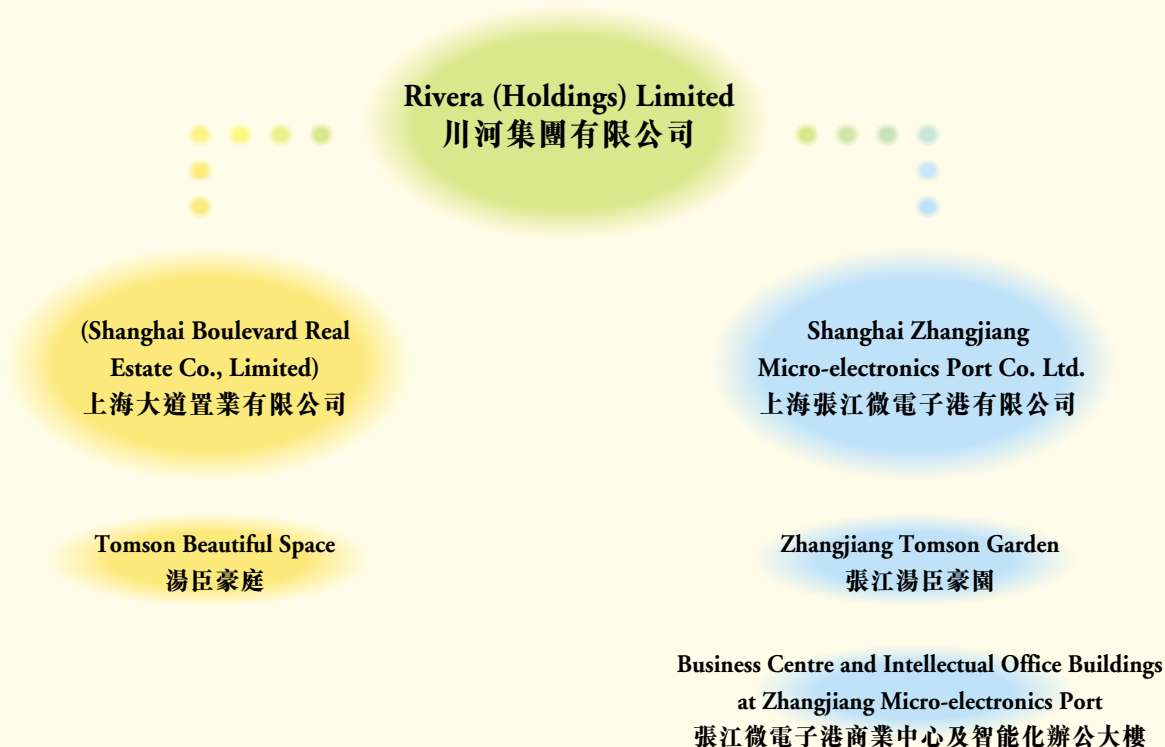 Rivera (Holdings) Limited
川河集團有限公司
(Shanghai Boulevard Real
Estate Co., Limited)
上海大道置業有限公司
Shanghai Zhangjiang
Micro-electronics Port Co. Ltd.
上海張江微電子港有限公司
Tomson Beautiful Space
湯臣豪庭
Zhangjiang Tomson Garden
張江湯臣豪園
Business Centre and Intellectual Office Buildings
at Zhangjiang Micro-electronics Port
張江微電子港商業中心及智能化辦公大樓